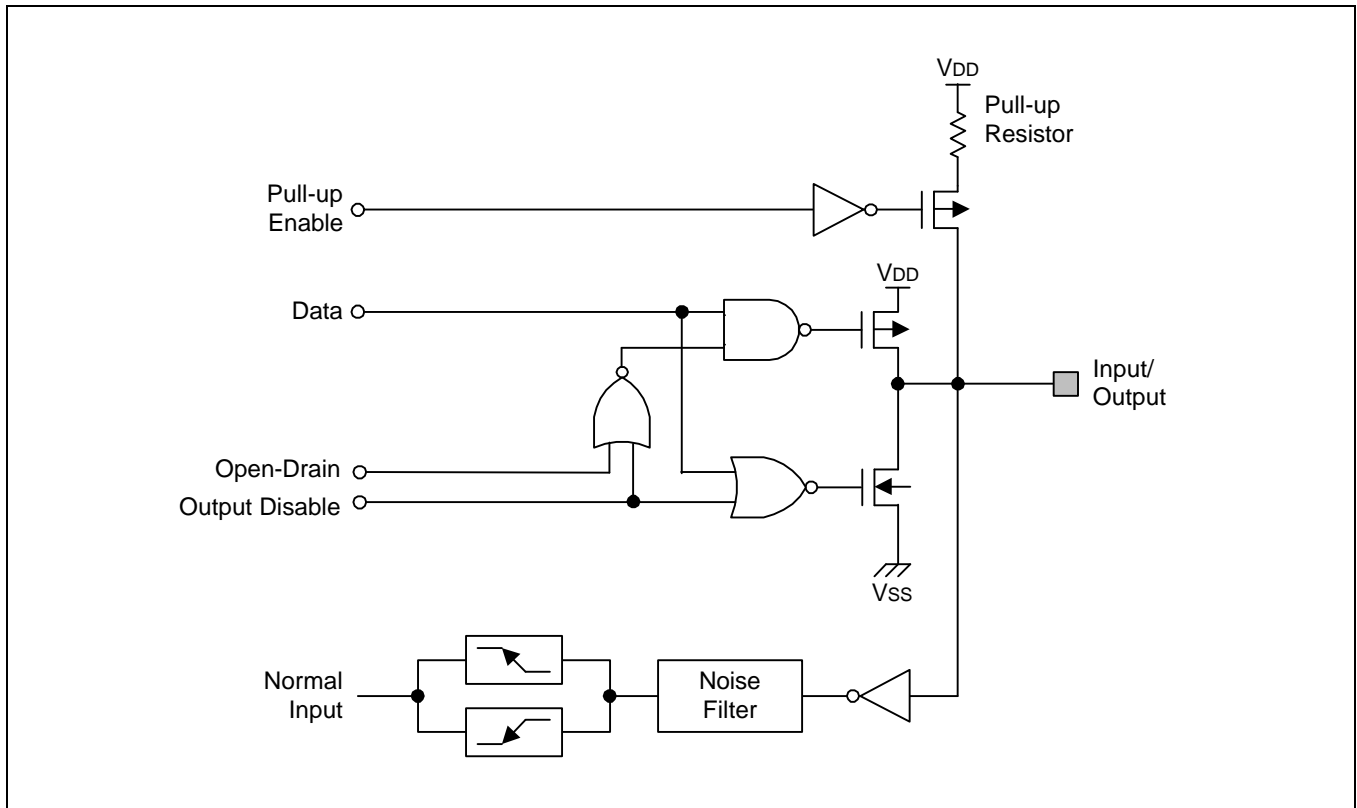 VDD
Pull-up
Resistor
Pull-up
Enable
VDD
Data
Input/
Output
Open-Drain
Output Disable
VSS
Normal
Input
Noise
Filter